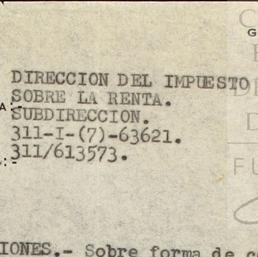 DIRECCION DEL IMPUESTO
SOBRE LA RENTA.
SUBDIRECCION.
311-I-(7)-63621.
311/613573.
IONES.- Sobre forma de